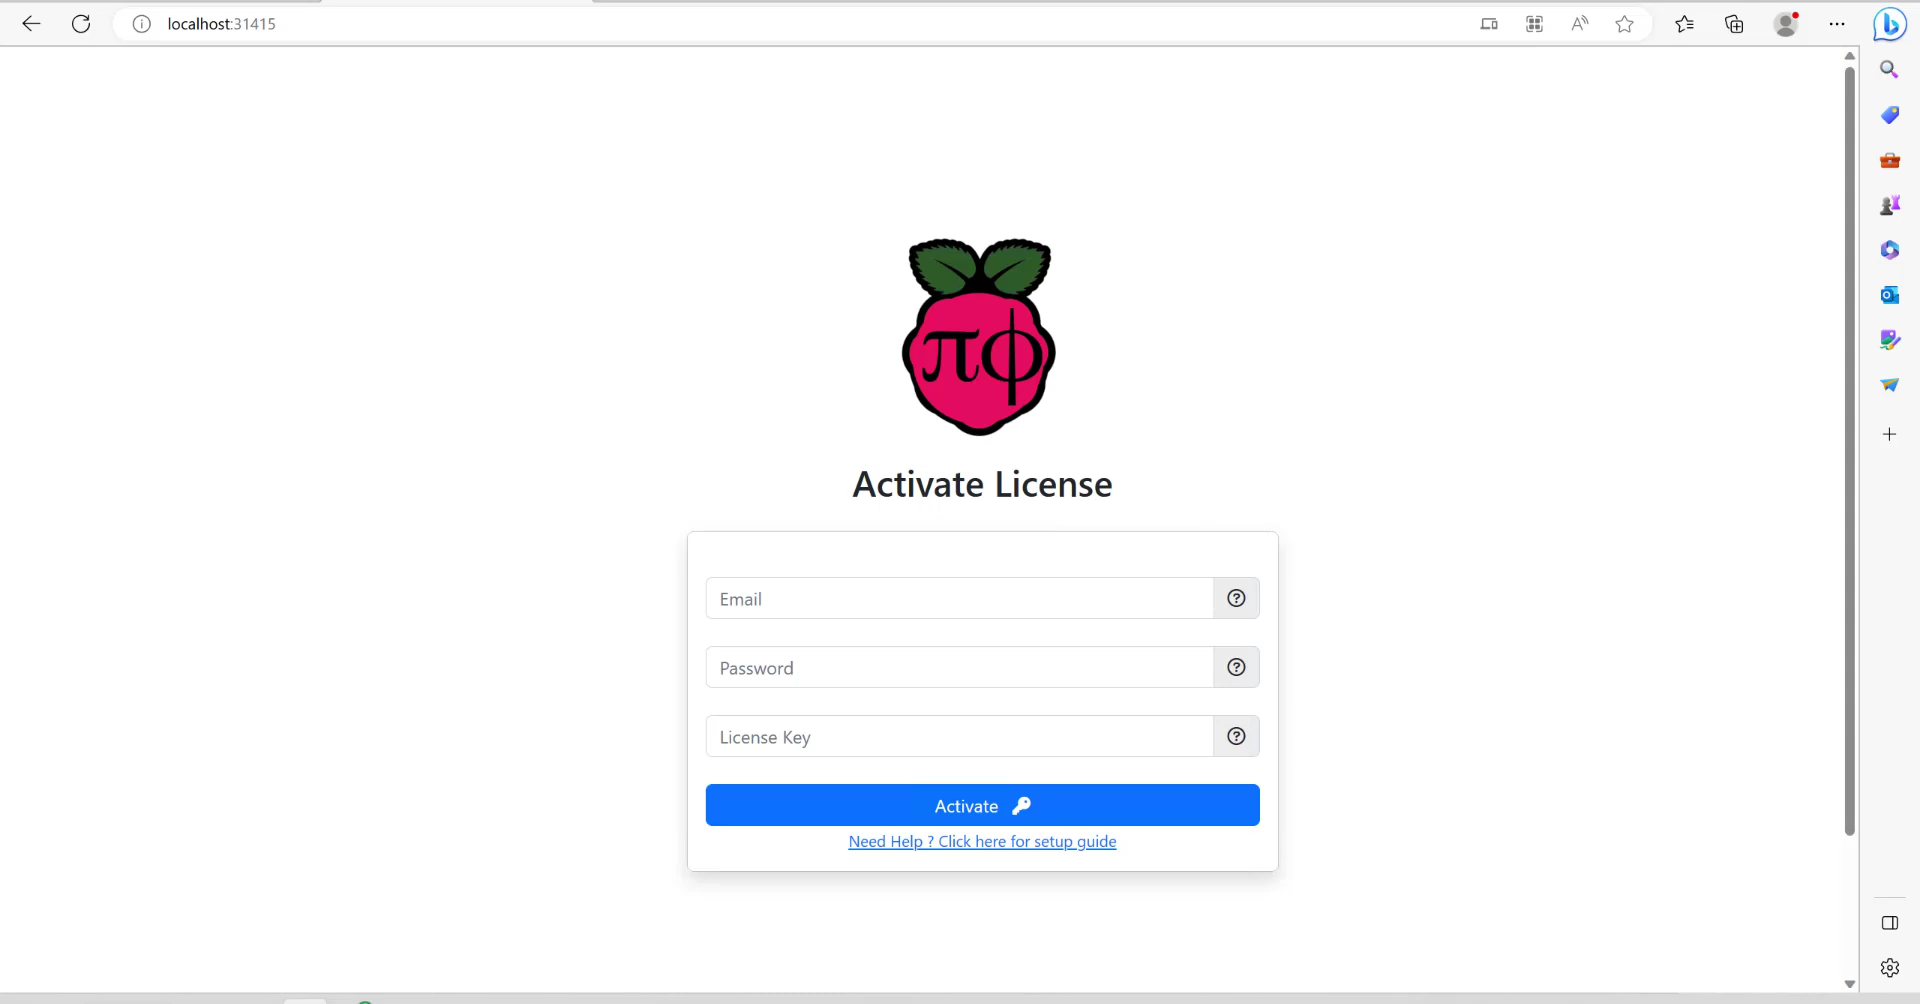 localhost:31415
πϕ
Activate License
Email
Password
License Key
Activate
Need Help ? Click here for setup guide